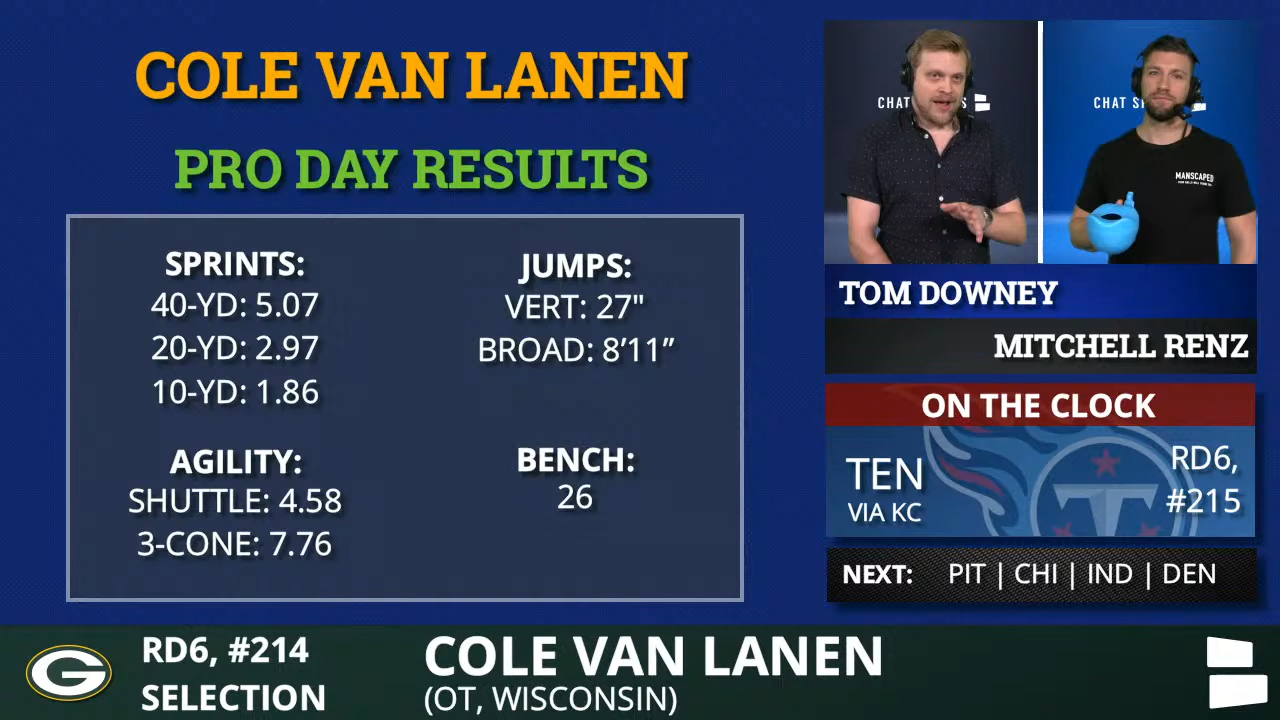 COLE VAN LANEN
PRO DAY RESULTS
SPRINTS:
40-YD: 5.07
20-YD: 2.97
10-YD: 1.86
AGILITY:
SHUTTLE: 4.58
3-CONE: 7.76
JUMPS:
VERT: 27"
BROAD: 8’11”
BENCH:
26
CHAT
CHAT
MANSCAPED
TOM DOWNEY
MITCHELL RENZ
ON THE CLOCK
TEN
VIA KC
RD6,
#215
T
NEXT: PIT | CHI | IND | DEN
G
RD6, #214
SELECTION
COLE VAN LANEN
(OT, WISCONSIN)